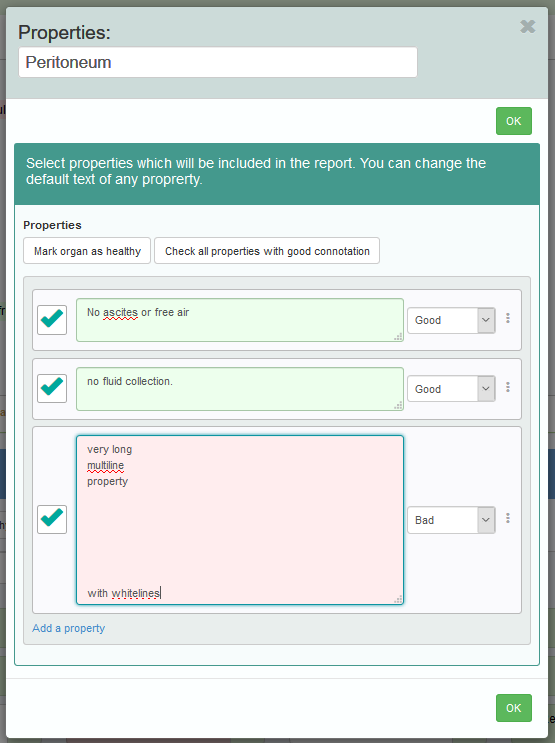 Properties:
Peritoneum
OK
Select properties which will be included in the report. You can change the
default text of any proprerty.
Properties
Mark organ as healthy
Check all properties with good connotation
No ascites or free air
Good
no fluid collection.
Good
very long
multiline
property
with whitelines
Bad
Add a property
OK